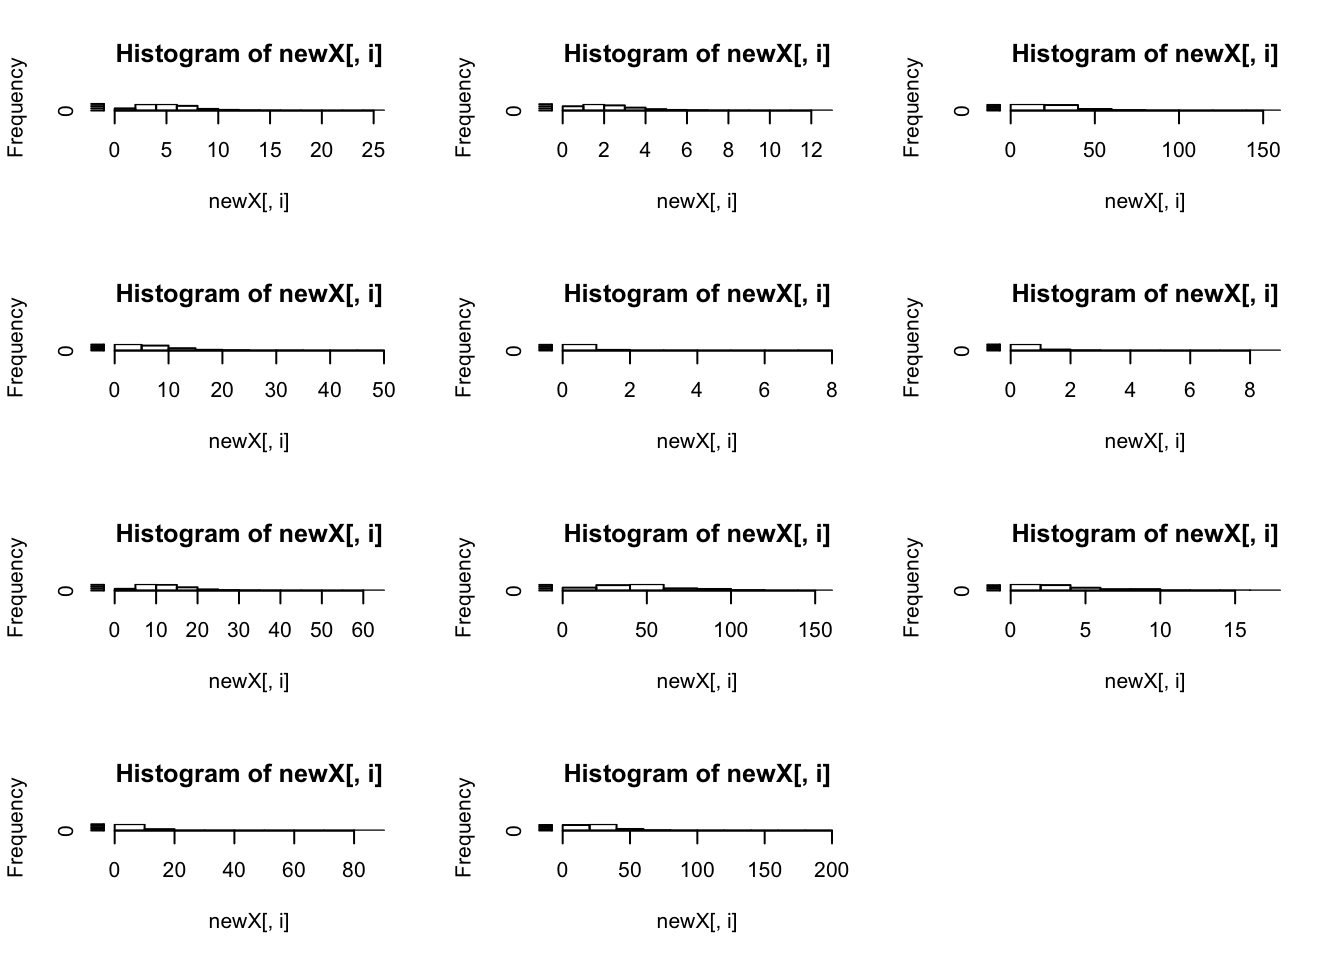 Histogram of newX[, i]
Frequency
0
0 5 10 15 20 25
newX[, i]
Histogram of newX[, i]
Frequency
0
0 2 4 6 8 10 12
newX[, i]
Histogram of newX[, i]
Frequency
0
0 50 100 150
newX[, i]
Histogram of newX[, i]
Frequency
0
0 10 20 30 40 50
newX[, i]
Histogram of newX[, i]
Frequency
0
0 2 4 6 8
newX[, i]
Histogram of newX[, i]
Frequency
0
0 2 4 6 8
newX[, i]
Histogram of newX[, i]
Frequency
0
0 10 20 30 40 50 60
newX[, i]
Histogram of newX[, i]
Frequency
0
0 50 100 150
newX[, i]
Histogram of newX[, i]
Frequency
0
0 5 10 15
newX[, i]
Histogram of newX[, i]
Frequency
0
0 20 40 60 80
newX[, i]
Histogram of newX[, i]
Frequency
0
0 50 100 150 200
newX[, i]